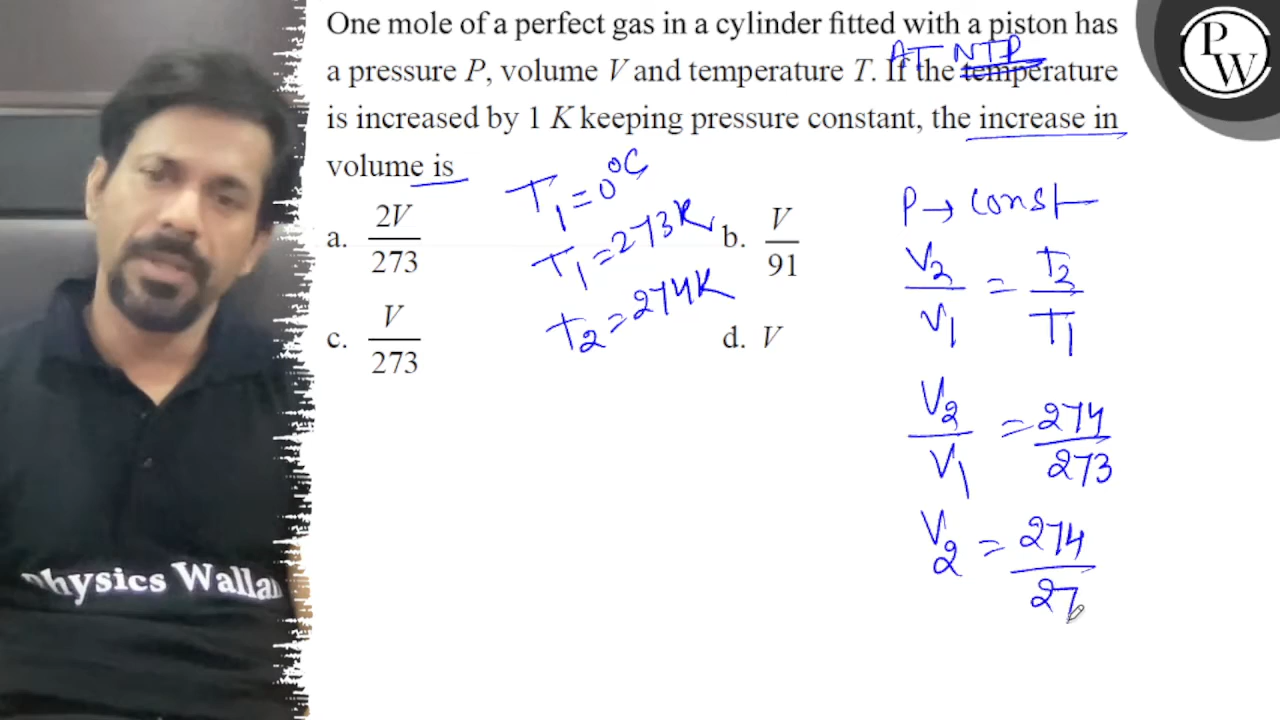 One mole of a perfect gas in a cylinder fitted with a piston has
AT NTP
a pressure P, volume V and temperature T. If the temperature
is increased by 1 K keeping pressure constant, the increase in
volume is
a. 2V/273
b. V/91
c. V/273
d. V
T₁ = 0°C
T₁ = 273K
T₂ = 274K
P → const
V₂/V₁ = T₂/T₁
V₂/V₁ = 274/273
V₂ = 274/27
PW
Physics Wallah